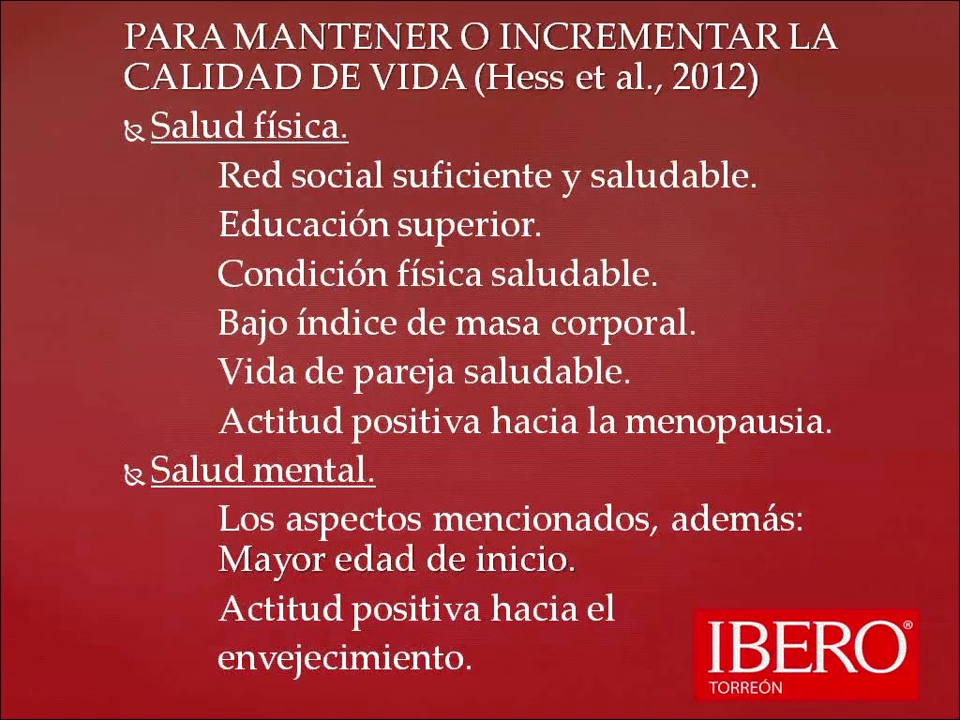 PARA MANTENER O INCREMENTAR LA
CALIDAD DE VIDA (Hess et al., 2012)
Salud física.
Red social suficiente y saludable.
Educación superior.
Condición física saludable.
Bajo índice de masa corporal.
Vida de pareja saludable.
Actitud positiva hacia la menopausia.
Salud mental.
Los aspectos mencionados, además:
Mayor edad de inicio.
Actitud positiva hacia el
envejecimiento.
IBERO®
TORREÓN